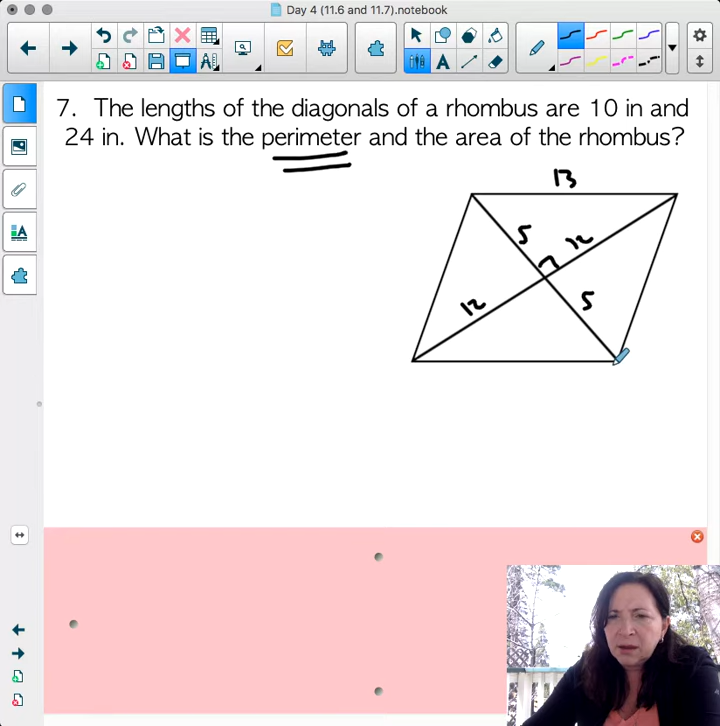 Day 4 (11.6 and 11.7).notebook
A
A
A
7. The lengths of the diagonals of a rhombus are 10 in and
24 in. What is the perimeter and the area of the rhombus?
13
5
12
12
5